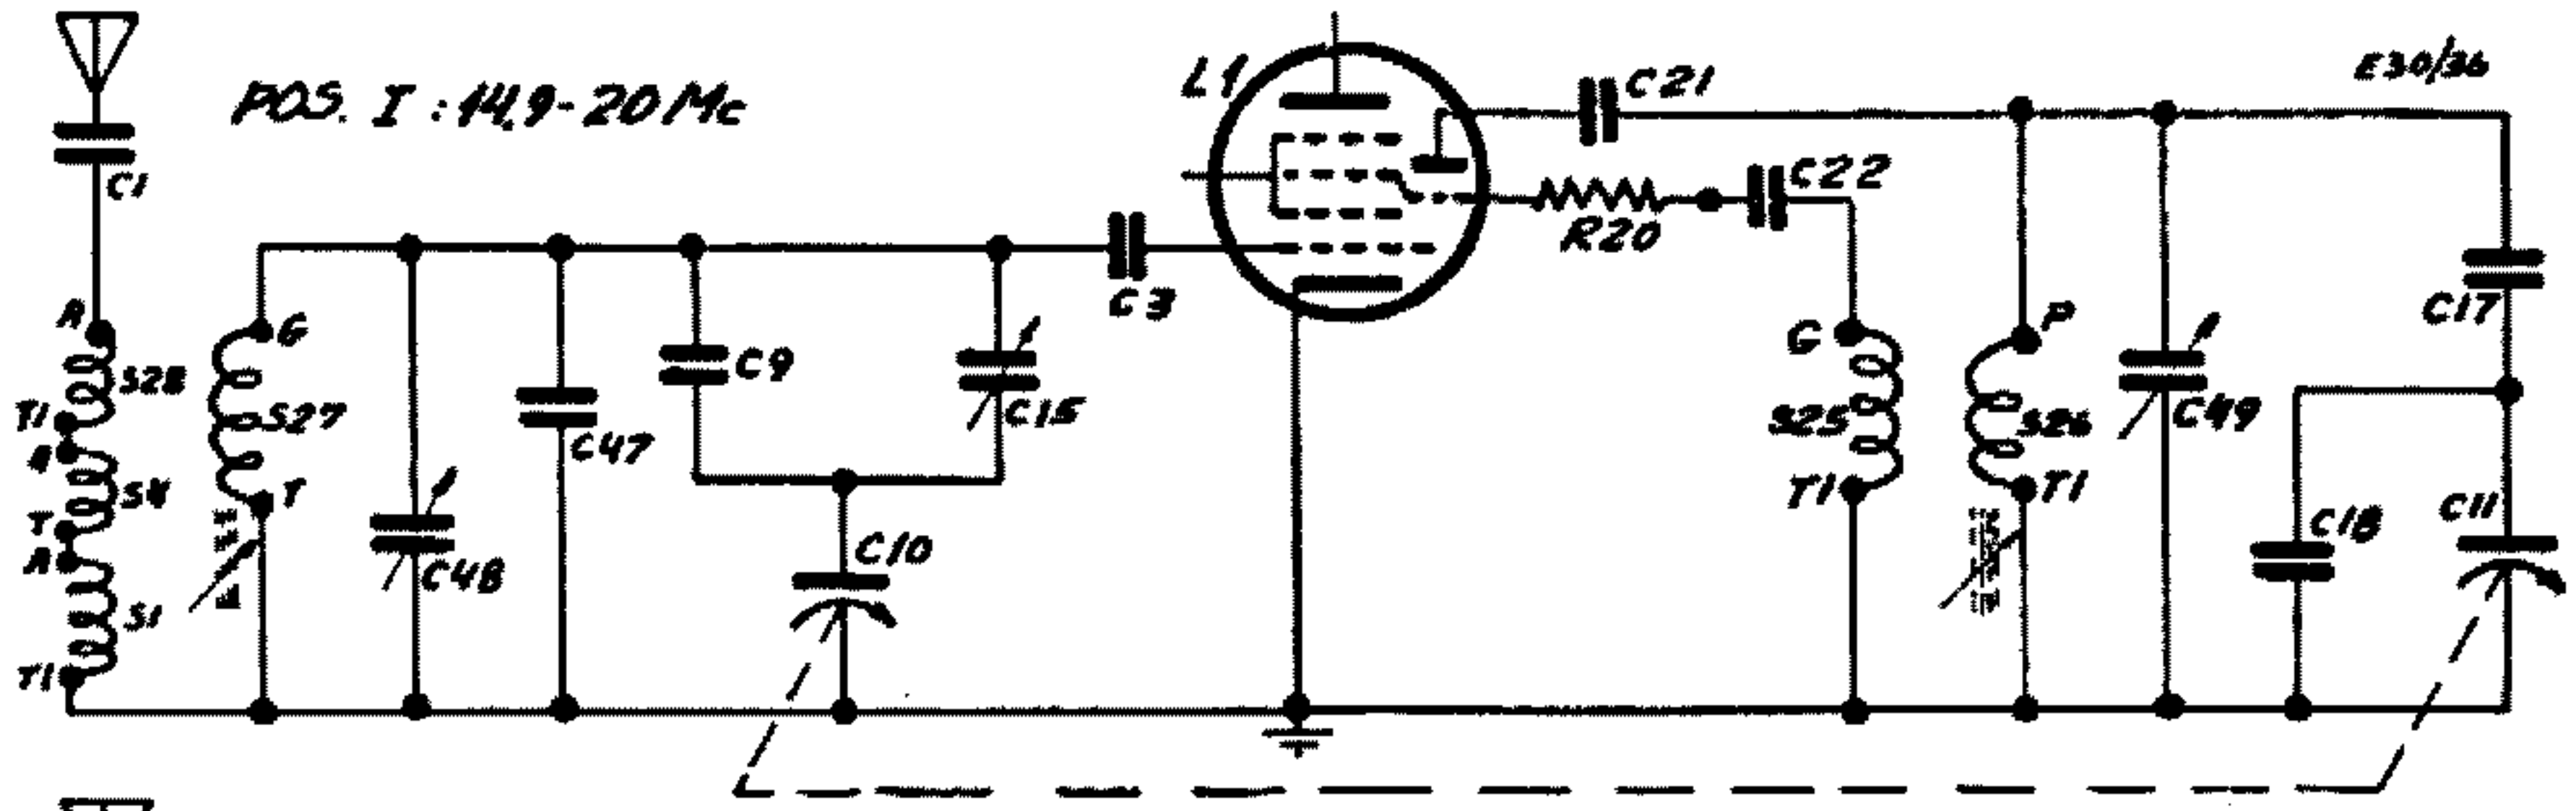 POS. I : 14,9-20 Mc
L1
C21
E30/36
C1
C22
R20
C3
A
G
S28
S27
T1
A
S4
T
T
A
S1
T1
C48
C47
C9
C15
C10
G
P
S25
S26
T1
T1
C49
C17
C18
C11